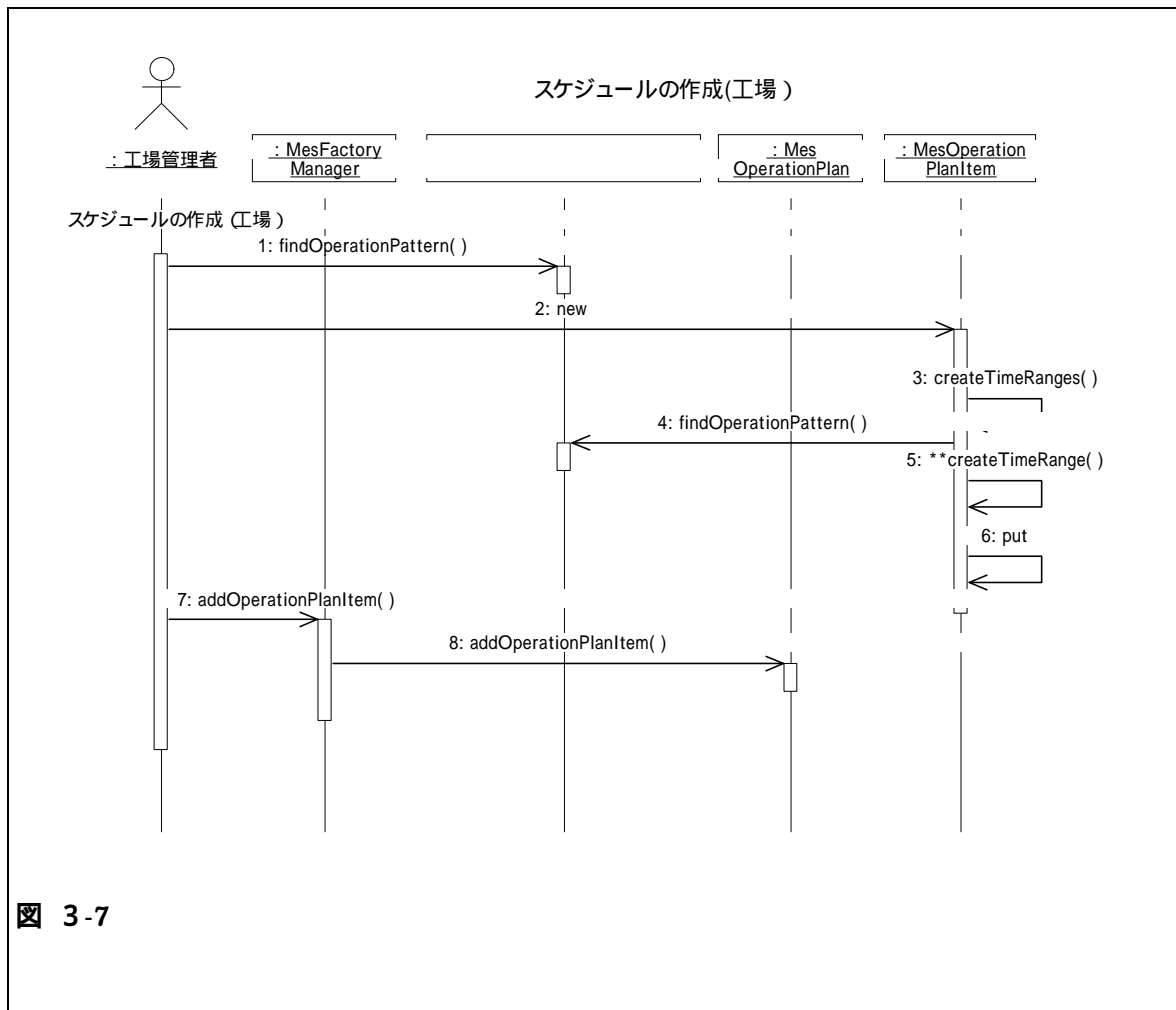 スケジュールの作成(工場 )
: 工場管理者
: MesFactory
Manager
: Mes
OperationPlan
: MesOperation
PlanItem
スケジュールの作成 (工場 )
1: findOperationPattern( )
2: new
3: createTimeRanges( )
4: findOperationPattern( )
5: **createTimeRange( )
6: put
7: addOperationPlanItem( )
8: addOperationPlanItem( )
図 3-7